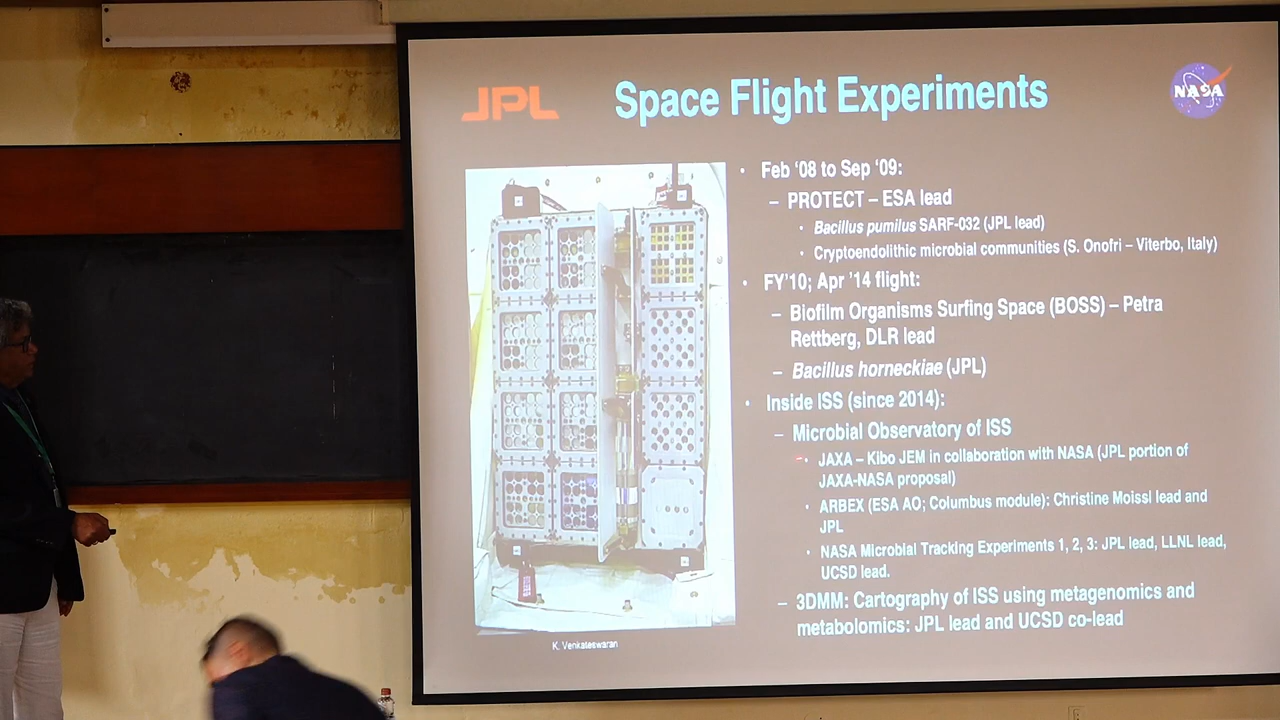 JPL
Space Flight Experiments
NASA
• Feb ‘08 to Sep ‘09:
– PROTECT – ESA lead
• Bacillus pumilus SARF-032 (JPL lead)
• Cryptoendolithic microbial communities (S. Onofri – Viterbo, Italy)
• FY’10; Apr ’14 flight:
– Biofilm Organisms Surfing Space (BOSS) – Petra
Rettberg, DLR lead
– Bacillus horneckiae (JPL)
• Inside ISS (since 2014):
– Microbial Observatory of ISS
• JAXA – Kibo JEM in collaboration with NASA (JPL portion of
JAXA-NASA proposal)
• ARBEX (ESA AO; Columbus module): Christine Moissl lead and
JPL
• NASA Microbial Tracking Experiments 1, 2, 3: JPL lead, LLNL lead,
UCSD lead.
– 3DMM: Cartography of ISS using metagenomics and
metabolomics: JPL lead and UCSD co-lead
K. Venkateswaran